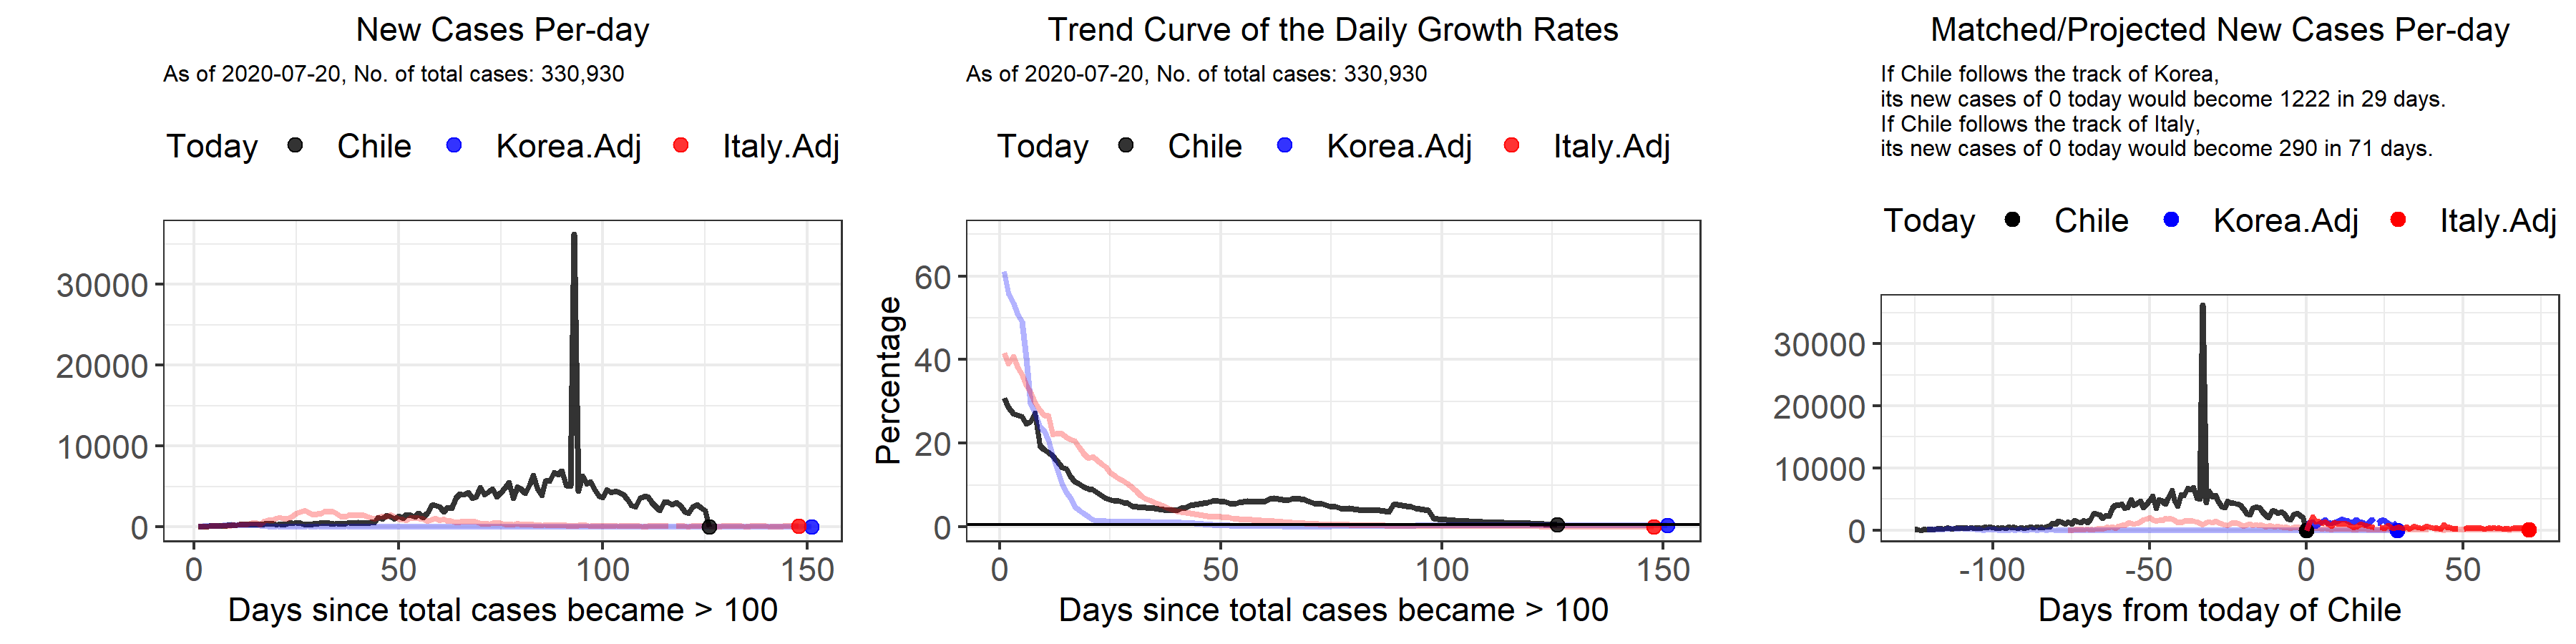 New Cases Per-day
As of 2020-07-20, No. of total cases: 330,930
Today Chile Korea.Adj Italy.Adj
30000
20000
10000
0
0 50 100 150
Days since total cases became > 100
Trend Curve of the Daily Growth Rates
As of 2020-07-20, No. of total cases: 330,930
Today Chile Korea.Adj Italy.Adj
Percentage
60
40
20
0
0 50 100 150
Days since total cases became > 100
Matched/Projected New Cases Per-day
If Chile follows the track of Korea,
its new cases of 0 today would become 1222 in 29 days.
If Chile follows the track of Italy,
its new cases of 0 today would become 290 in 71 days.
Today Chile Korea.Adj Italy.Adj
30000
20000
10000
0
-100 -50 0 50
Days from today of Chile